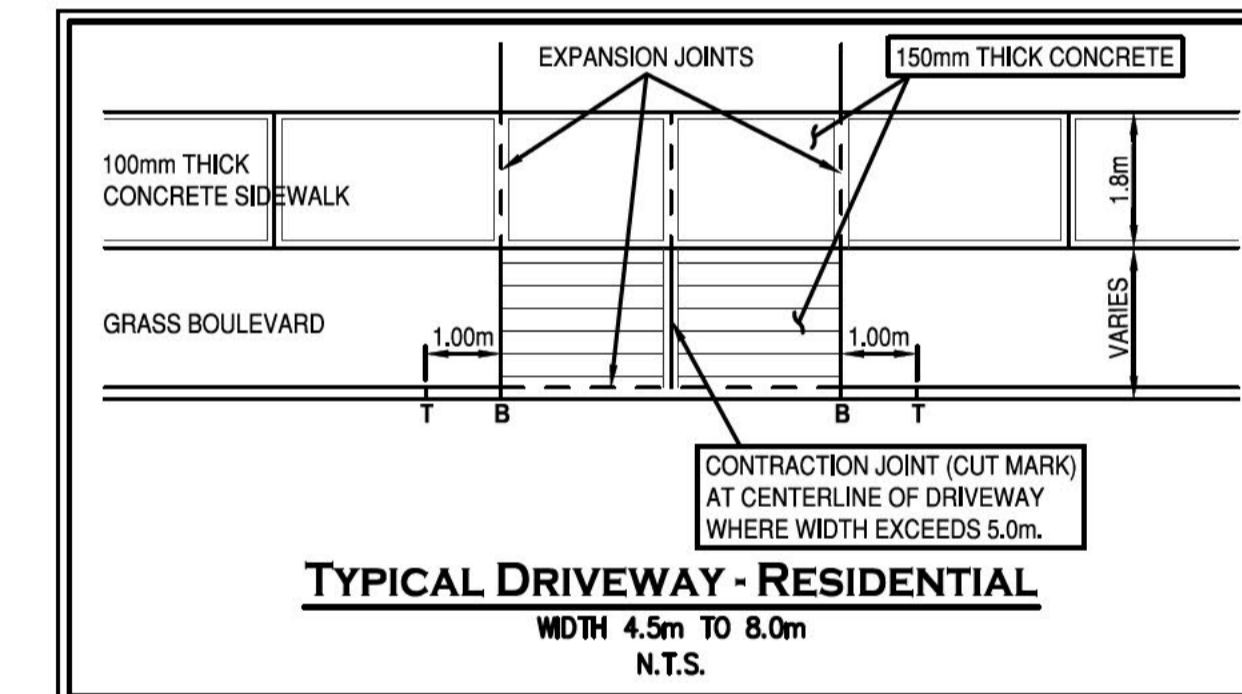 EXPANSION JOINTS
150mm THICK CONCRETE
100mm THICK
CONCRETE SIDEWALK
1.8m
GRASS BOULEVARD
1.00m
1.00m
VARIES
T
B
B
T
CONTRACTION JOINT (CUT MARK)
AT CENTERLINE OF DRIVEWAY
WHERE WIDTH EXCEEDS 5.0m.
TYPICAL DRIVEWAY - RESIDENTIAL
WIDTH 4.5m TO 8.0m
N.T.S.